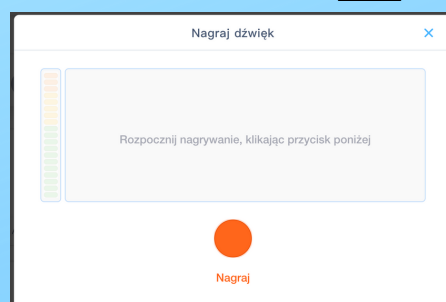 Nagraj dźwięk
Rozpocznij nagrywanie, klikając przycisk poniżej
Nagraj